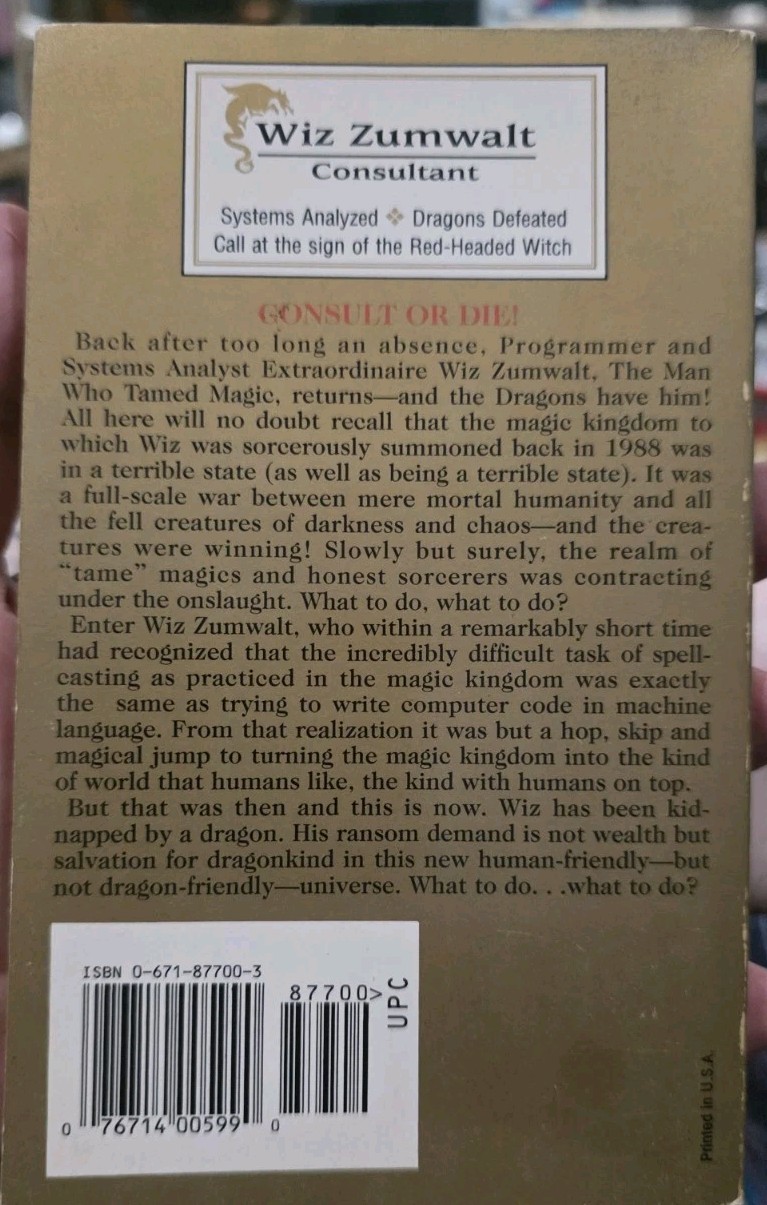 Wiz Zumwalt
Consultant
Systems Analyzed ❖ Dragons Defeated
Call at the sign of the Red-Headed Witch
CONSULT OR DIE!
Back after too long an absence, Programmer and
Systems Analyst Extraordinaire Wiz Zumwalt, The Man
Who Tamed Magic, returns—and the Dragons have him!
All here will no doubt recall that the magic kingdom to
which Wiz was sorcerously summoned back in 1988 was
in a terrible state (as well as being a terrible state). It was
a full-scale war between mere mortal humanity and all
the fell creatures of darkness and chaos—and the crea-
tures were winning! Slowly but surely, the realm of
“tame” magics and honest sorcerers was contracting
under the onslaught. What to do, what to do?
Enter Wiz Zumwalt, who within a remarkably short time
had recognized that the incredibly difficult task of spell-
casting as practiced in the magic kingdom was exactly
the same as trying to write computer code in machine
language. From that realization it was but a hop, skip and
magical jump to turning the magic kingdom into the kind
of world that humans like, the kind with humans on top.
But that was then and this is now. Wiz has been kid-
napped by a dragon. His ransom demand is not wealth but
salvation for dragonkind in this new human-friendly—but
not dragon-friendly—universe. What to do. . .what to do?
ISBN 0-671-87700-3
87700>
UPC
0 76714 00599 0
Printed in U.S.A.